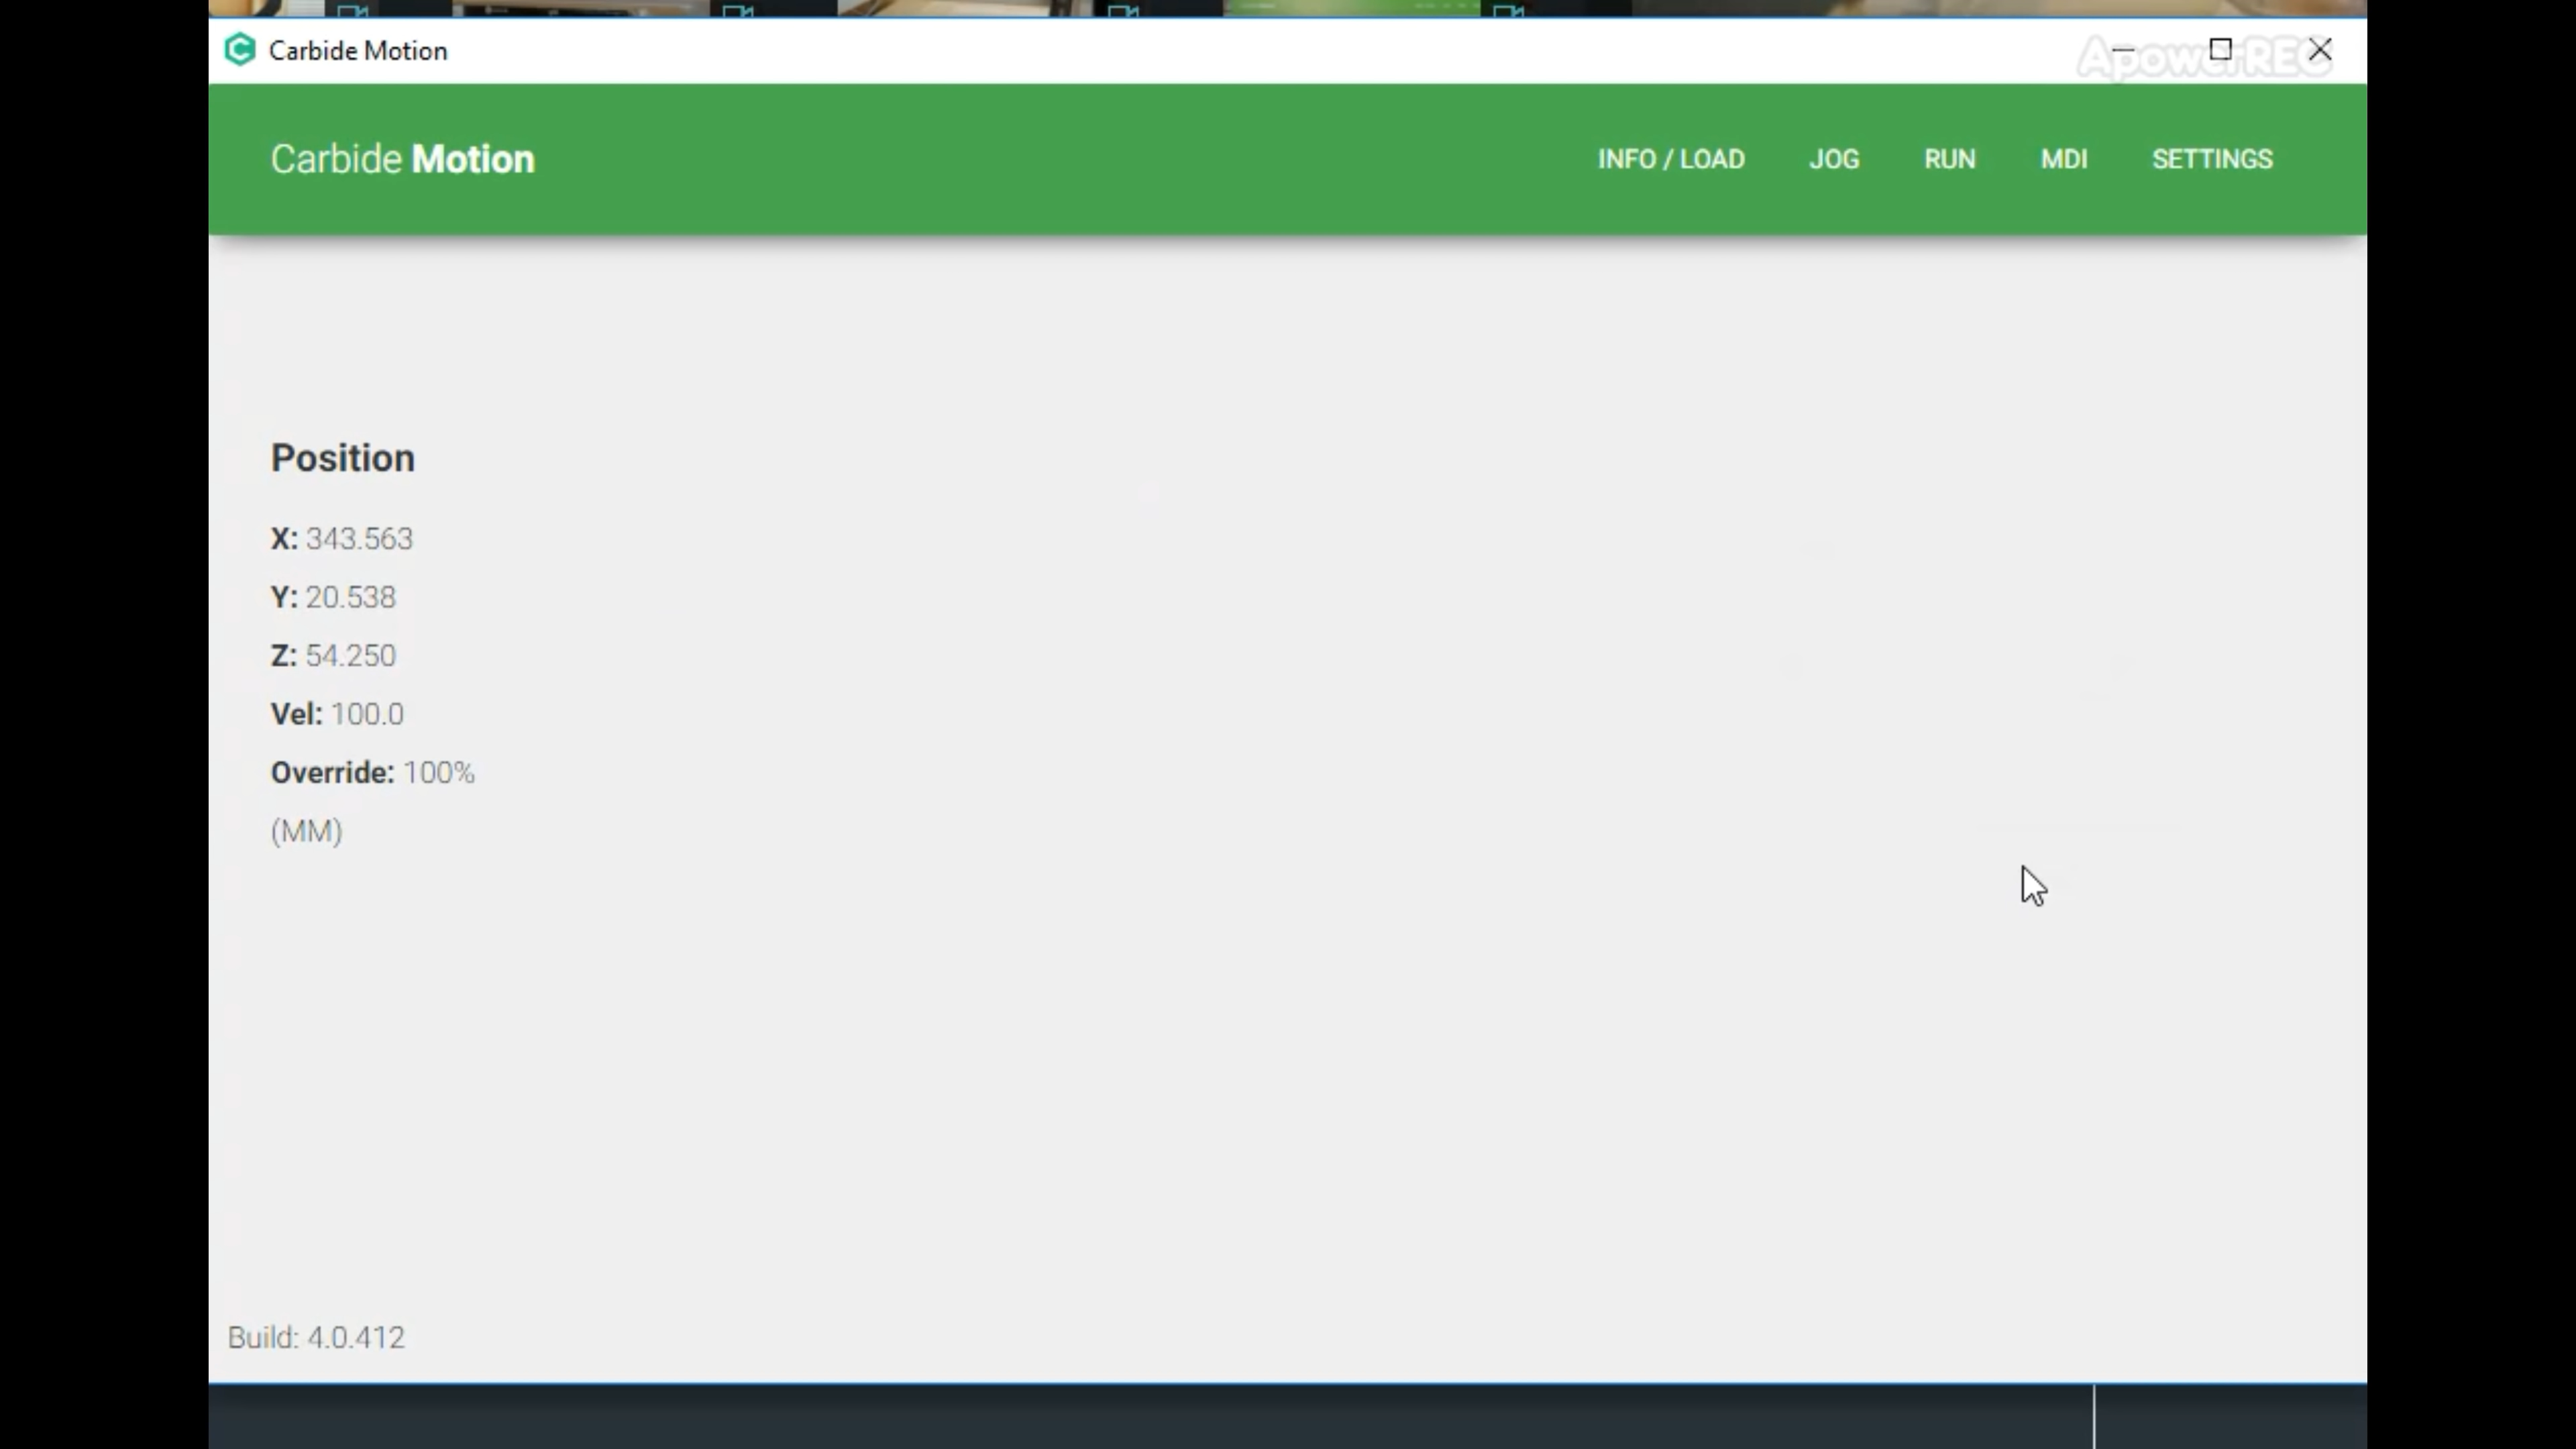 Carbide Motion
ApowerREC
Carbide Motion
INFO / LOAD JOG RUN MDI SETTINGS
Position
X: 343.563
Y: 20.538
Z: 54.250
Vel: 100.0
Override: 100%
(MM)
Build: 4.0.412